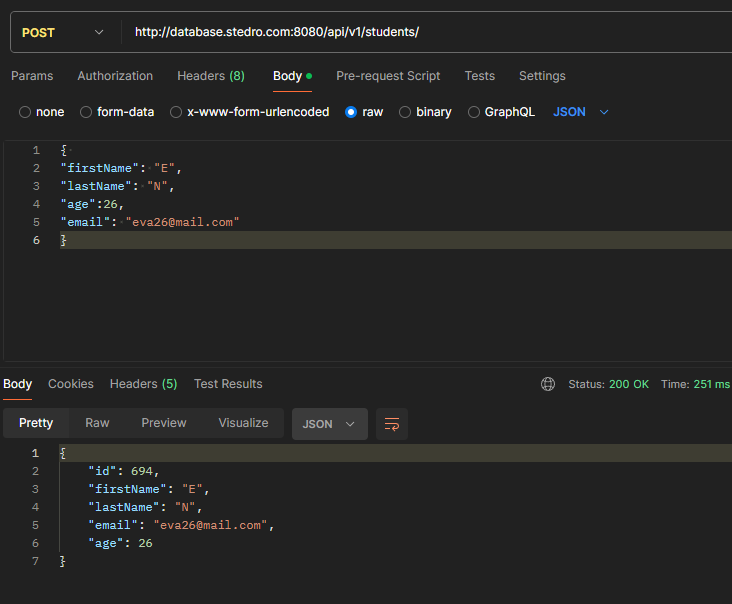 POST http://database.stedro.com:8080/api/v1/students/
Params Authorization Headers (8) Body Pre-request Script Tests Settings
none form-data x-www-form-urlencoded raw binary GraphQL JSON
1 {
2 "firstName": "E",
3 "lastName": "N",
4 "age":26,
5 "email": "eva26@mail.com"
6 }
Body Cookies Headers (5) Test Results Status: 200 OK Time: 251 ms
Pretty Raw Preview Visualize JSON
1 {
2 "id": 694,
3 "firstName": "E",
4 "lastName": "N",
5 "email": "eva26@mail.com",
6 "age": 26
7 }